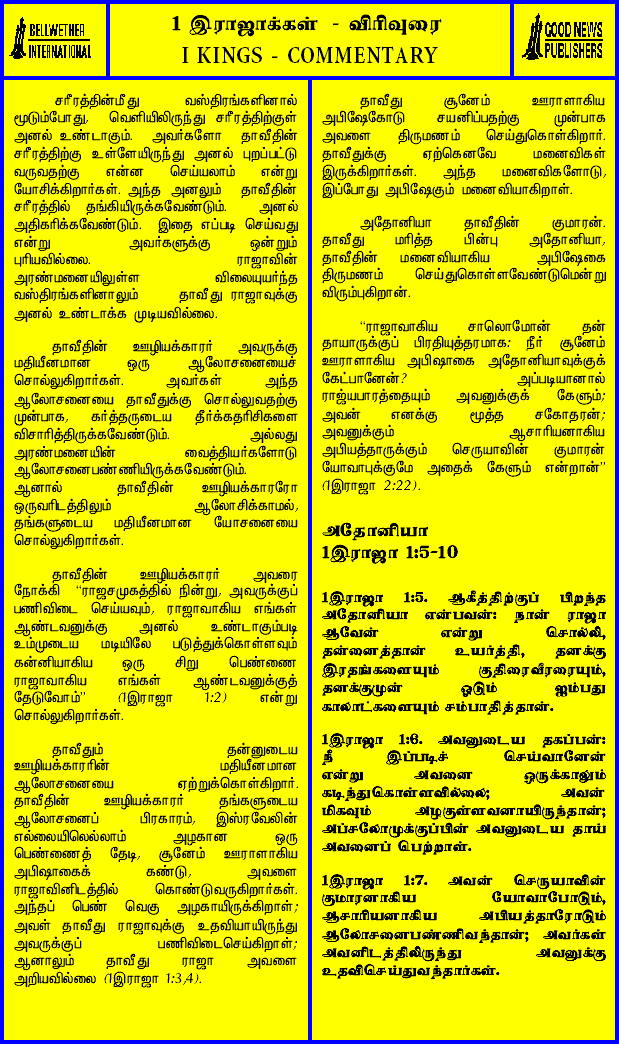 BELLWETHER
INTERNATIONAL
1 இராஜாக்கள் - விரிவுரை
I KINGS - COMMENTARY
GOOD NEWS
PUBLISHERS
சரீரத்தின்மீது வஸ்திரங்களினால்
மூடும்போது, வெளியிலிருந்து சரீரத்திற்குள்
அனல் உண்டாகும். அவர்களோ தாவீதின்
சரீரத்திற்கு உள்ளேயிருந்து அனல் புறப்பட்டு
வருவதற்கு என்ன செய்யலாம் என்று
யோசிக்கிறார்கள். அந்த அனலும் தாவீதின்
சரீரத்தில் தங்கியிருக்கவேண்டும். அனல்
அதிகரிக்கவேண்டும். இதை எப்படி செய்வது
என்று அவர்களுக்கு ஒன்றும்
புரியவில்லை. ராஜாவின்
அரண்மனையிலுள்ள விலையுயர்ந்த
வஸ்திரங்களினாலும் தாவீது ராஜாவுக்கு
அனல் உண்டாக்க முடியவில்லை.
தாவீதின் ஊழியக்காரர் அவருக்கு
மதியீனமான ஒரு ஆலோசனையைச்
சொல்லுகிறார்கள். அவர்கள் அந்த
ஆலோசனையை தாவீதுக்கு சொல்லுவதற்கு
முன்பாக, கர்த்தருடைய தீர்க்கதரிசிகளை
விசாரித்திருக்கவேண்டும். அல்லது
அரண்மனையின் வைத்தியர்களோடு
ஆலோசனைபண்ணியிருக்கவேண்டும்.
ஆனால் தாவீதின் ஊழியக்காரரோ
ஒருவரிடத்திலும் ஆலோசிக்காமல்,
தங்களுடைய மதியீனமான யோசனையை
சொல்லுகிறார்கள்.
தாவீதின் ஊழியக்காரர் அவரை
நோக்கி "ராஜசமுகத்தில் நின்று, அவருக்குப்
பணிவிடை செய்யவும், ராஜாவாகிய எங்கள்
ஆண்டவனுக்கு அனல் உண்டாகும்படி
உம்முடைய மடியிலே படுத்துக்கொள்ளவும்
கன்னியாகிய ஒரு சிறு பெண்ணை
ராஜாவாகிய எங்கள் ஆண்டவனுக்குத்
தேடுவோம்" (1இராஜா 1:2) என்று
சொல்லுகிறார்கள்.
தாவீதும் தன்னுடைய
ஊழியக்காரரின் மதியீனமான
ஆலோசனையை ஏற்றுக்கொள்கிறார்.
தாவீதின் ஊழியக்காரர் தங்களுடைய
ஆலோசனைப் பிரகாரம், இஸ்ரவேலின்
எல்லையிலெல்லாம் அழகான ஒரு
பெண்ணைத் தேடி, சூனேம் ஊராளாகிய
அபிஷாகைக் கண்டு, அவளை
ராஜாவினிடத்தில் கொண்டுவருகிறார்கள்.
அந்தப் பெண் வெகு அழகாயிருக்கிறாள்;
அவள் தாவீது ராஜாவுக்கு உதவியாயிருந்து
அவருக்குப் பணிவிடைசெய்கிறாள்;
ஆனாலும் தாவீது ராஜா அவளை
அறியவில்லை (1இராஜா 1:3,4).
தாவீது சூனேம் ஊராளாகிய
அபிஷேகோடு சயனிப்பதற்கு முன்பாக
அவளை திருமணம் செய்துகொள்கிறார்.
தாவீதுக்கு ஏற்கெனவே மனைவிகள்
இருக்கிறார்கள். அந்த மனைவிகளோடு,
இப்போது அபிஷேகும் மனைவியாகிறாள்.
அதோனியா தாவீதின் குமாரன்.
தாவீது மரித்த பின்பு அதோனியா,
தாவீதின் மனைவியாகிய அபிஷேகை
திருமணம் செய்துகொள்ளவேண்டுமென்று
விரும்புகிறான்.
"ராஜாவாகிய சாலொமோன் தன்
தாயாருக்குப் பிரதியுத்தரமாக: நீர் சூனேம்
ஊராளாகிய அபிஷாகை அதோனியாவுக்குக்
கேட்பானேன்? அப்படியானால்
ராஜ்யபாரத்தையும் அவனுக்குக் கேளும்;
அவன் எனக்கு மூத்த சகோதரன்;
அவனுக்கும் ஆசாரியனாகிய
அபியத்தாருக்கும் செருயாவின் குமாரன்
யோவாபுக்குமே அதைக் கேளும் என்றான்"
(1இராஜா 2:22).
அதோனியா
1இராஜா 1:5-10
1இராஜா 1:5. ஆகீத்திற்குப் பிறந்த
அதோனியா என்பவன்: நான் ராஜா
ஆவேன் என்று சொல்லி,
தன்னைத்தான் உயர்த்தி, தனக்கு
இரதங்களையும் குதிரைவீரரையும்,
தனக்குமுன் ஓடும் ஐம்பது
காலாட்களையும் சம்பாதித்தான்.
1இராஜா 1:6. அவனுடைய தகப்பன்:
நீ இப்படிச் செய்வானேன்
என்று அவனை ஒருக்காலும்
கடிந்துகொள்ளவில்லை; அவன்
மிகவும் அழகுள்ளவனாயிருந்தான்;
அப்சலோமுக்குப்பின் அவனுடைய தாய்
அவனைப் பெற்றாள்.
1இராஜா 1:7. அவன் செருயாவின்
குமாரனாகிய யோவாபோடும்,
ஆசாரியனாகிய அபியத்தாரோடும்
ஆலோசனைபண்ணிவந்தான்; அவர்கள்
அவனிடத்திலிருந்து அவனுக்கு
உதவிசெய்துவந்தார்கள்.